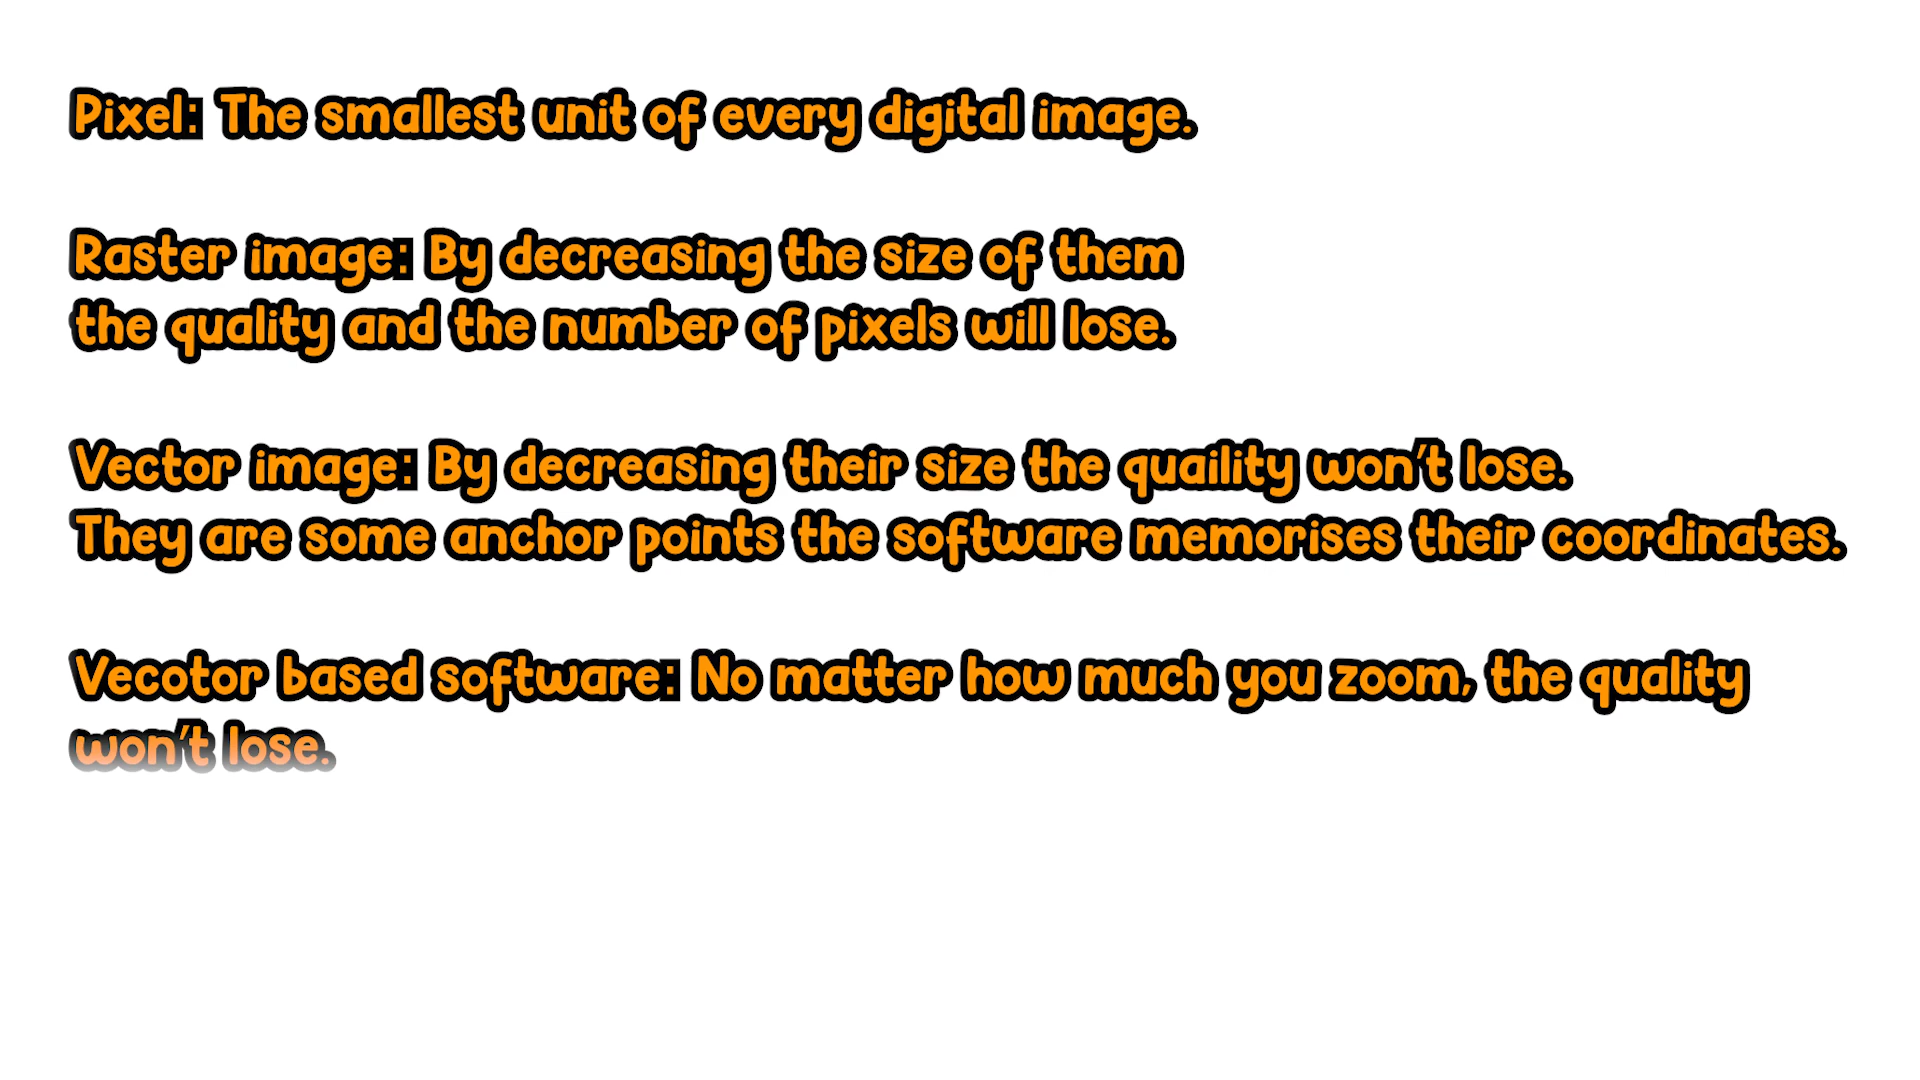 Pixel: The smallest unit of every digital image.
Raster image: By decreasing the size of them
the quality and the number of pixels will lose.
Vector image: By decreasing their size the quaility won't lose.
They are some anchor points the software memorises their coordinates.
Vecotor based software: No matter how much you zoom, the quality
won't lose.